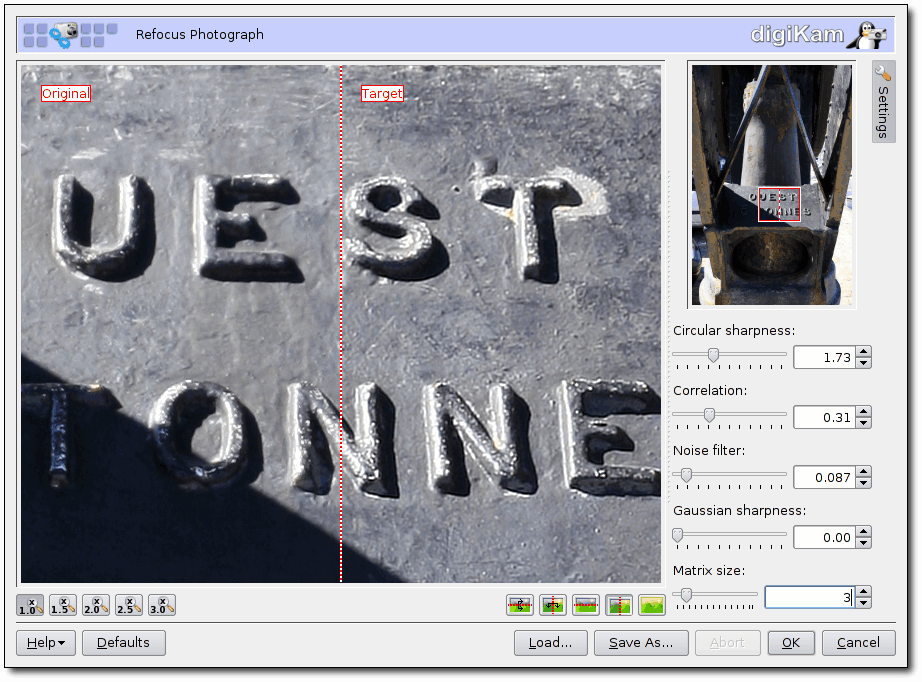 Refocus Photograph
digiKam
Original
Target
UEST
TONNE
OUEST
TONNES
Settings
Circular sharpness:
1.73
Correlation:
0.31
Noise filter:
0.087
Gaussian sharpness:
0.00
Matrix size:
3
x 1.0
x 1.5
x 2.0
x 2.5
x 3.0
Help
Defaults
Load...
Save As...
Abort
OK
Cancel